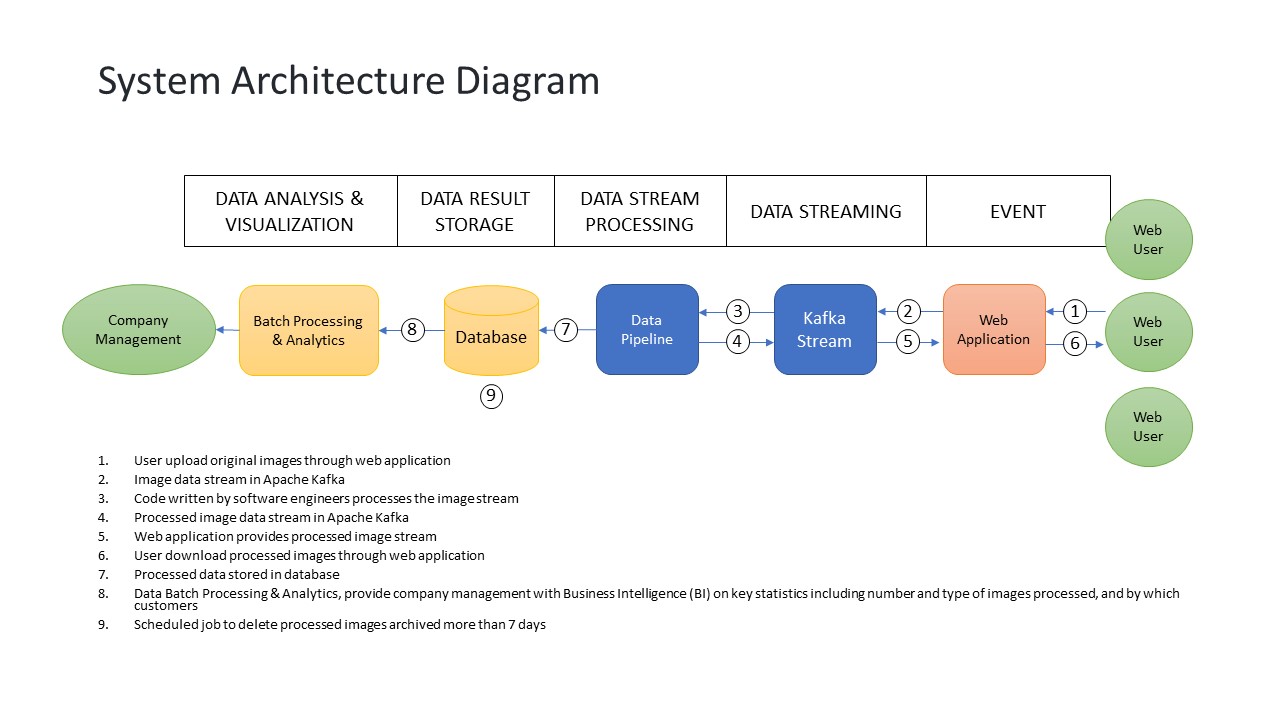 System Architecture Diagram
DATA ANALYSIS &
VISUALIZATION
DATA RESULT
STORAGE
DATA STREAM
PROCESSING
DATA STREAMING
EVENT
Web
User
Company
Management
Batch Processing
& Analytics
8
Database
7
Data
Pipeline
3
4
Kafka
Stream
2
5
Web
Application
1
6
Web
User
9
Web
User
1. User upload original images through web application
2. Image data stream in Apache Kafka
3. Code written by software engineers processes the image stream
4. Processed image data stream in Apache Kafka
5. Web application provides processed image stream
6. User download processed images through web application
7. Processed data stored in database
8. Data Batch Processing & Analytics, provide company management with Business Intelligence (BI) on key statistics including number and type of images processed, and by which
customers
9. Scheduled job to delete processed images archived more than 7 days